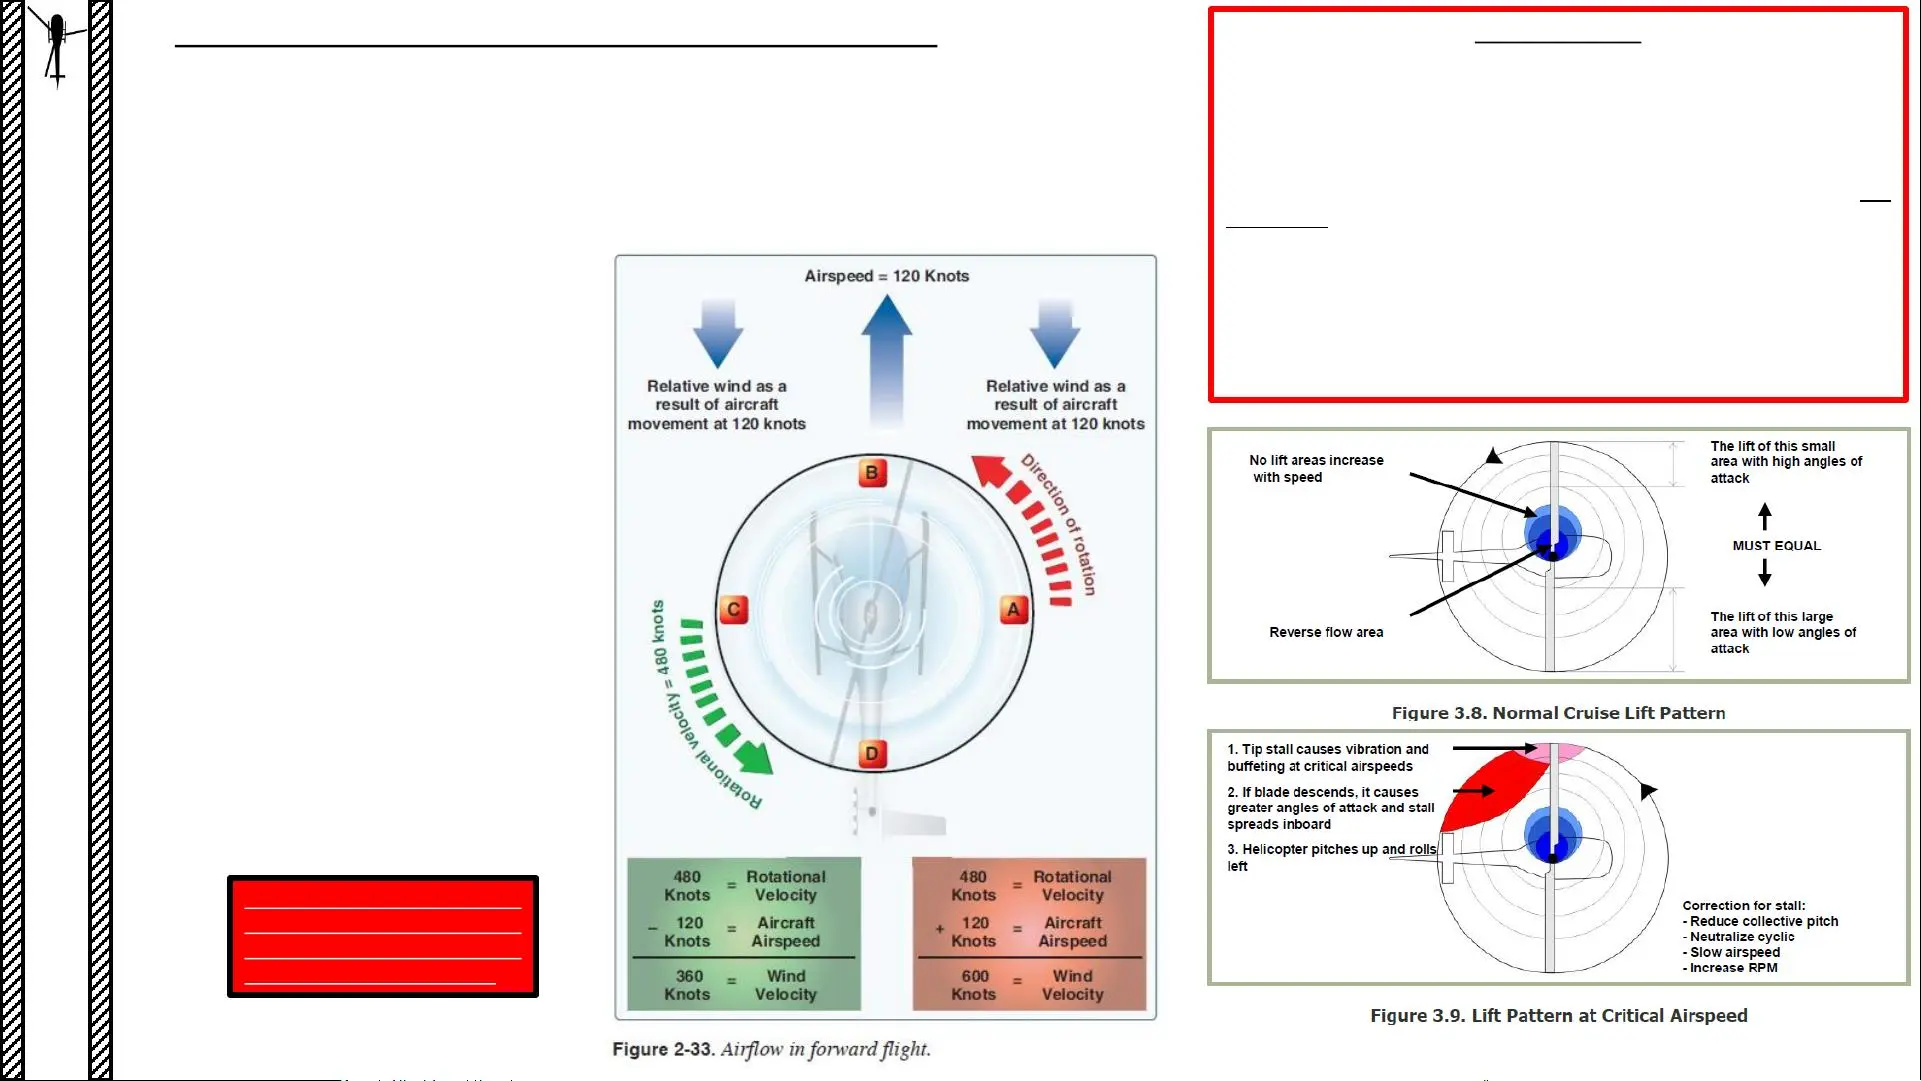 Airspeed = 120 Knots
Relative wind as a
result of aircraft
movement at 120 knots
Relative wind as a
result of aircraft
movement at 120 knots
Direction of rotation
B
C
A
D
Rotational velocity = 480 knots
480 Knots = Rotational Velocity
– 120 Knots = Aircraft Airspeed
360 Knots = Wind Velocity
480 Knots = Rotational Velocity
+ 120 Knots = Aircraft Airspeed
600 Knots = Wind Velocity
Figure 2-33. Airflow in forward flight.
No lift areas increase
with speed
Reverse flow area
The lift of this small
area with high angles of
attack
MUST EQUAL
The lift of this large
area with low angles of
attack
Figure 3.8. Normal Cruise Lift Pattern
1. Tip stall causes vibration and
buffeting at critical airspeeds
2. If blade descends, it causes
greater angles of attack and stall
spreads inboard
3. Helicopter pitches up and rolls
left
Correction for stall:
- Reduce collective pitch
- Neutralize cyclic
- Slow airspeed
- Increase RPM
Figure 3.9. Lift Pattern at Critical Airspeed